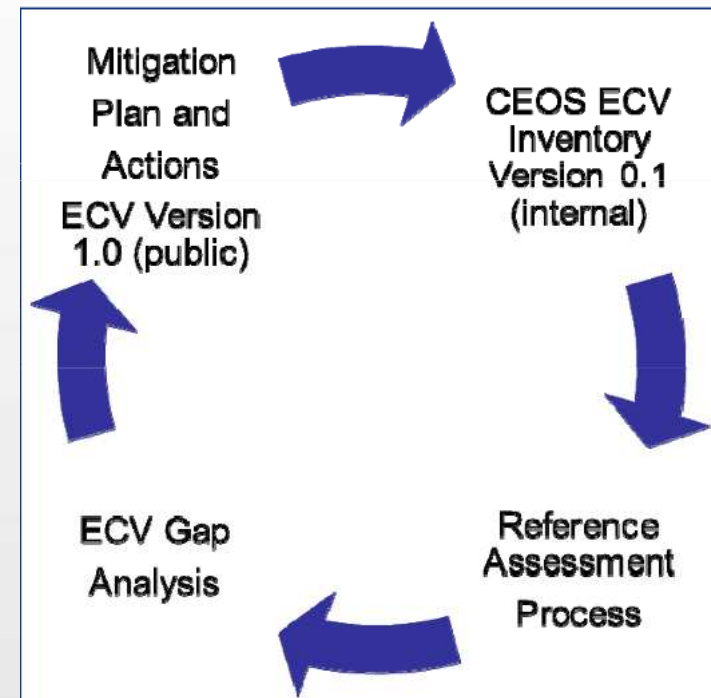 Mitigation
Plan and
Actions
ECV Version
1.0 (public)
CEOS ECV
Inventory
Version 0.1
(internal)
Reference
Assessment
Process
ECV Gap
Analysis